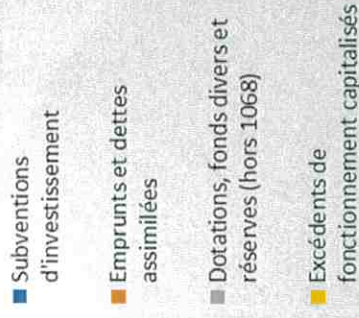 Subventions
d'investissement
Emprunts et dettes
assimilées
Dotations, fonds divers et
réserves (hors 1068)
Excédents de
fonctionnement capitalisés